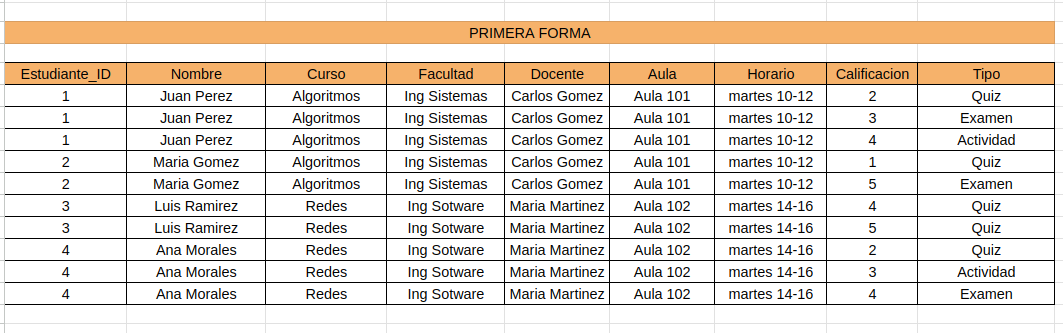 PRIMERA FORMA
Estudiante_ID Nombre Curso Facultad Docente Aula Horario Calificacion Tipo
1 Juan Perez Algoritmos Ing Sistemas Carlos Gomez Aula 101 martes 10-12 2 Quiz
1 Juan Perez Algoritmos Ing Sistemas Carlos Gomez Aula 101 martes 10-12 3 Examen
1 Juan Perez Algoritmos Ing Sistemas Carlos Gomez Aula 101 martes 10-12 4 Actividad
2 Maria Gomez Algoritmos Ing Sistemas Carlos Gomez Aula 101 martes 10-12 1 Quiz
2 Maria Gomez Algoritmos Ing Sistemas Carlos Gomez Aula 101 martes 10-12 5 Examen
3 Luis Ramirez Redes Ing Sotware Maria Martinez Aula 102 martes 14-16 4 Quiz
3 Luis Ramirez Redes Ing Sotware Maria Martinez Aula 102 martes 14-16 5 Quiz
4 Ana Morales Redes Ing Sotware Maria Martinez Aula 102 martes 14-16 2 Quiz
4 Ana Morales Redes Ing Sotware Maria Martinez Aula 102 martes 14-16 3 Actividad
4 Ana Morales Redes Ing Sotware Maria Martinez Aula 102 martes 14-16 4 Examen